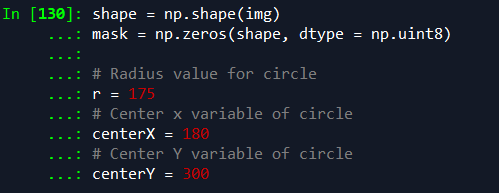 In [130]: shape = np.shape(img)
...: mask = np.zeros(shape, dtype = np.uint8)
...:
...: # Radius value for circle
...: r = 175
...: # Center x variable of circle
...: centerX = 180
...: # Center Y variable of circle
...: centerY = 300